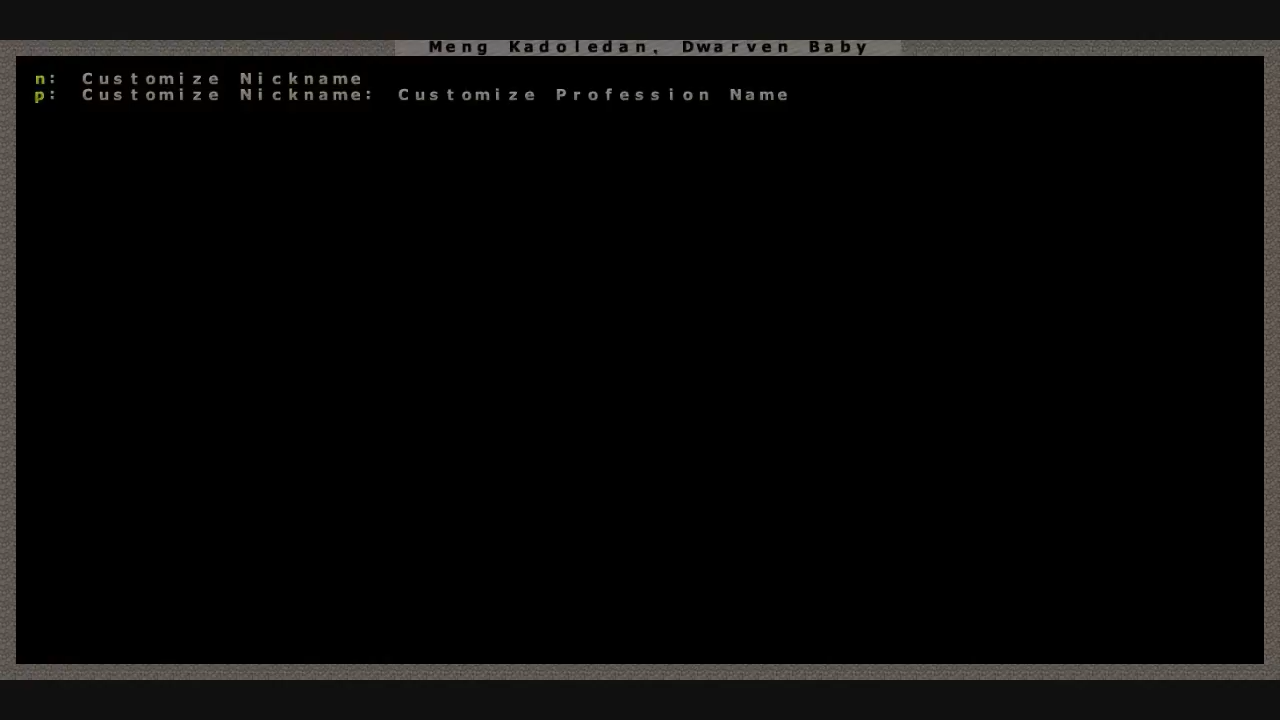 Meng Kadoledan, Dwarven Baby
n: Customize Nickname
p: Customize Nickname: Customize Profession Name